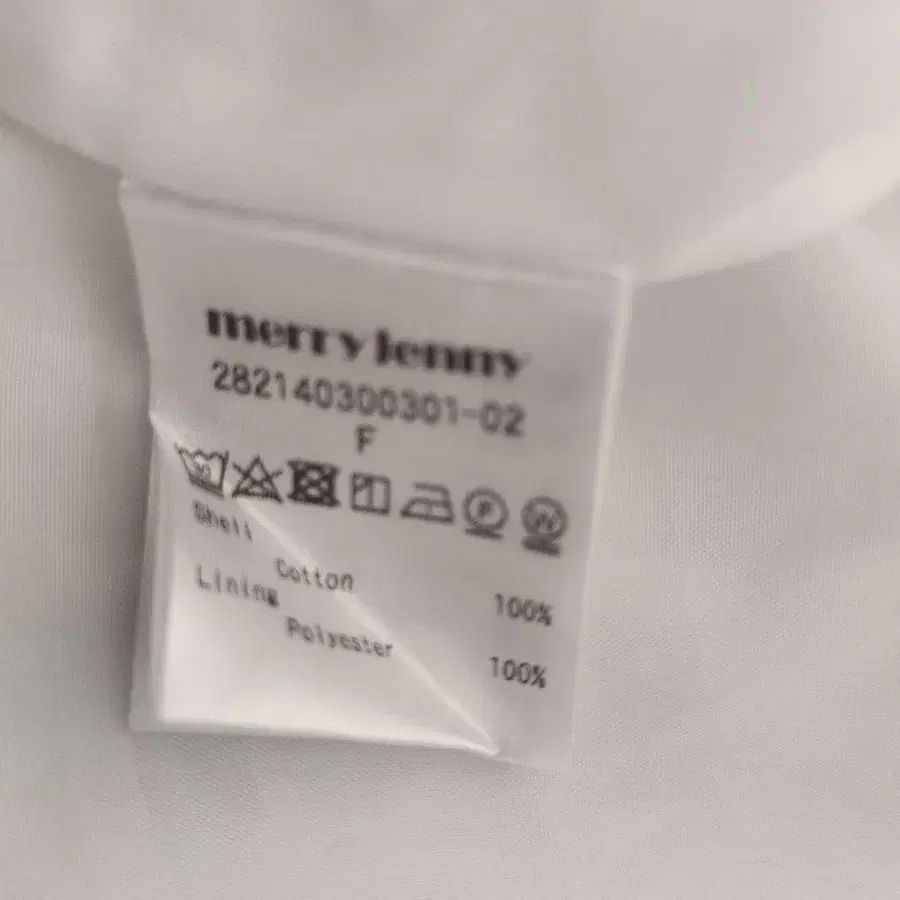 merry jenny
282140300301-02
F
Shell
Cotton 100%
Lining
Polyester 100%